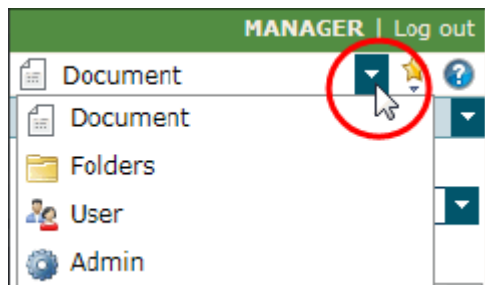 MANAGER | Log out
Document
Document
Folders
User
Admin